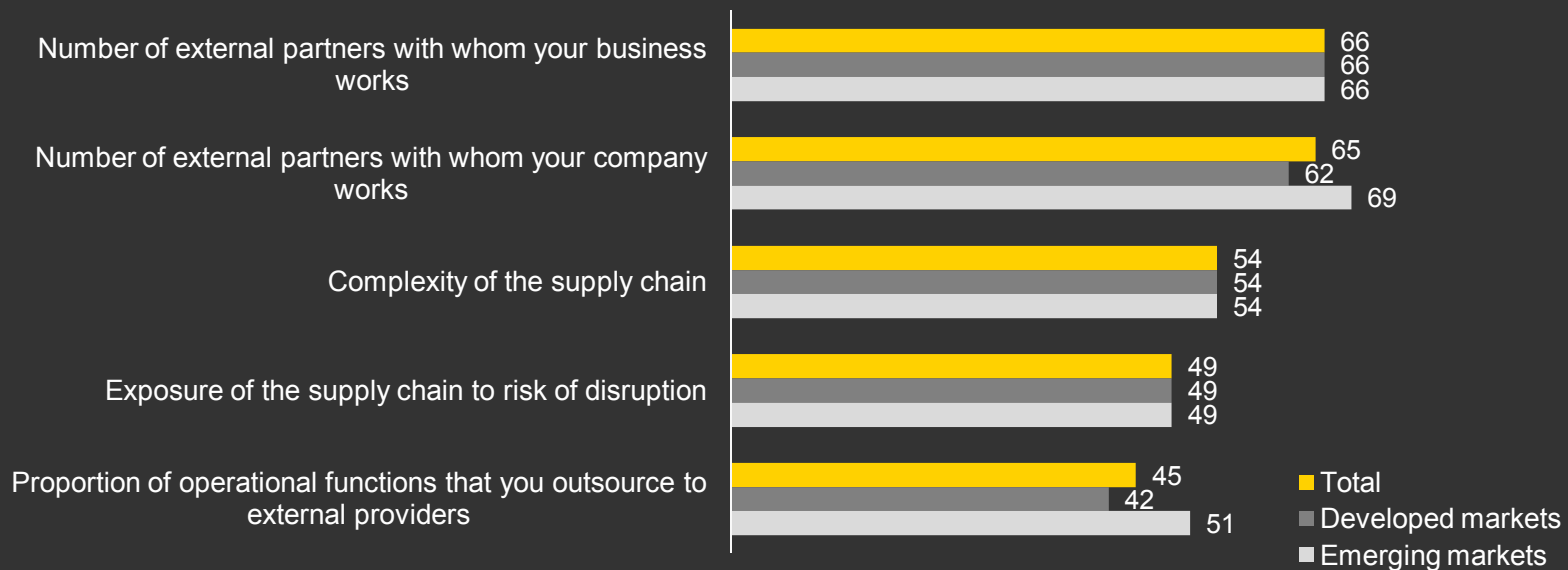 Number of external partners with whom your business
works
66
66
66
Number of external partners with whom your company
works
65
62
69
Complexity of the supply chain
54
54
54
Exposure of the supply chain to risk of disruption
49
49
49
Proportion of operational functions that you outsource to
external providers
45
42
51
Total
Developed markets
Emerging markets